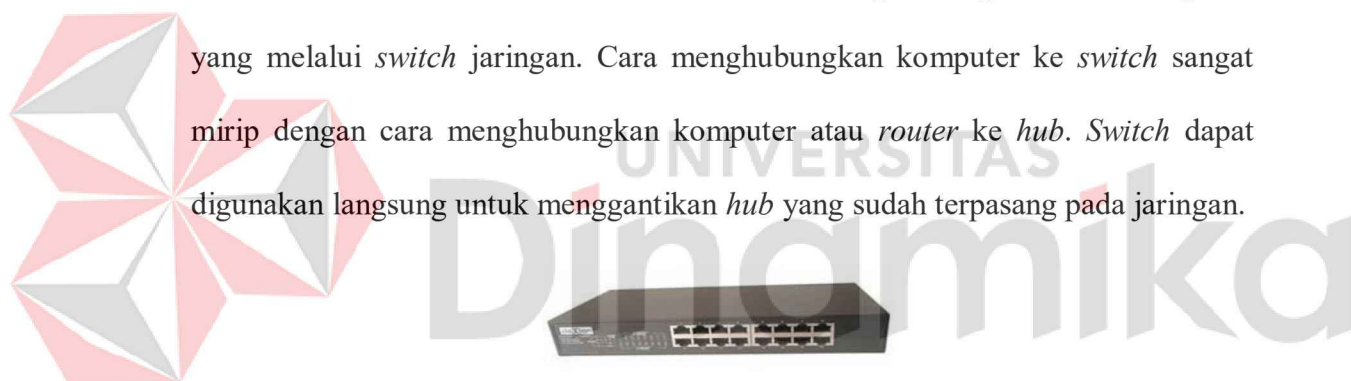 yang melalui switch jaringan. Cara menghubungkan komputer ke switch sangat
mirip dengan cara menghubungkan komputer atau router ke hub. Switch dapat
UNIVERSITAS
digunakan langsung untuk menggantikan hub yang sudah terpasang pada jaringan.
Dinamika